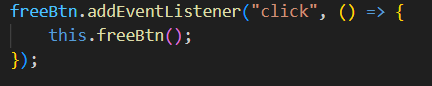 freeBtn.addEventListener("click", () => {
    this.freeBtn();
});